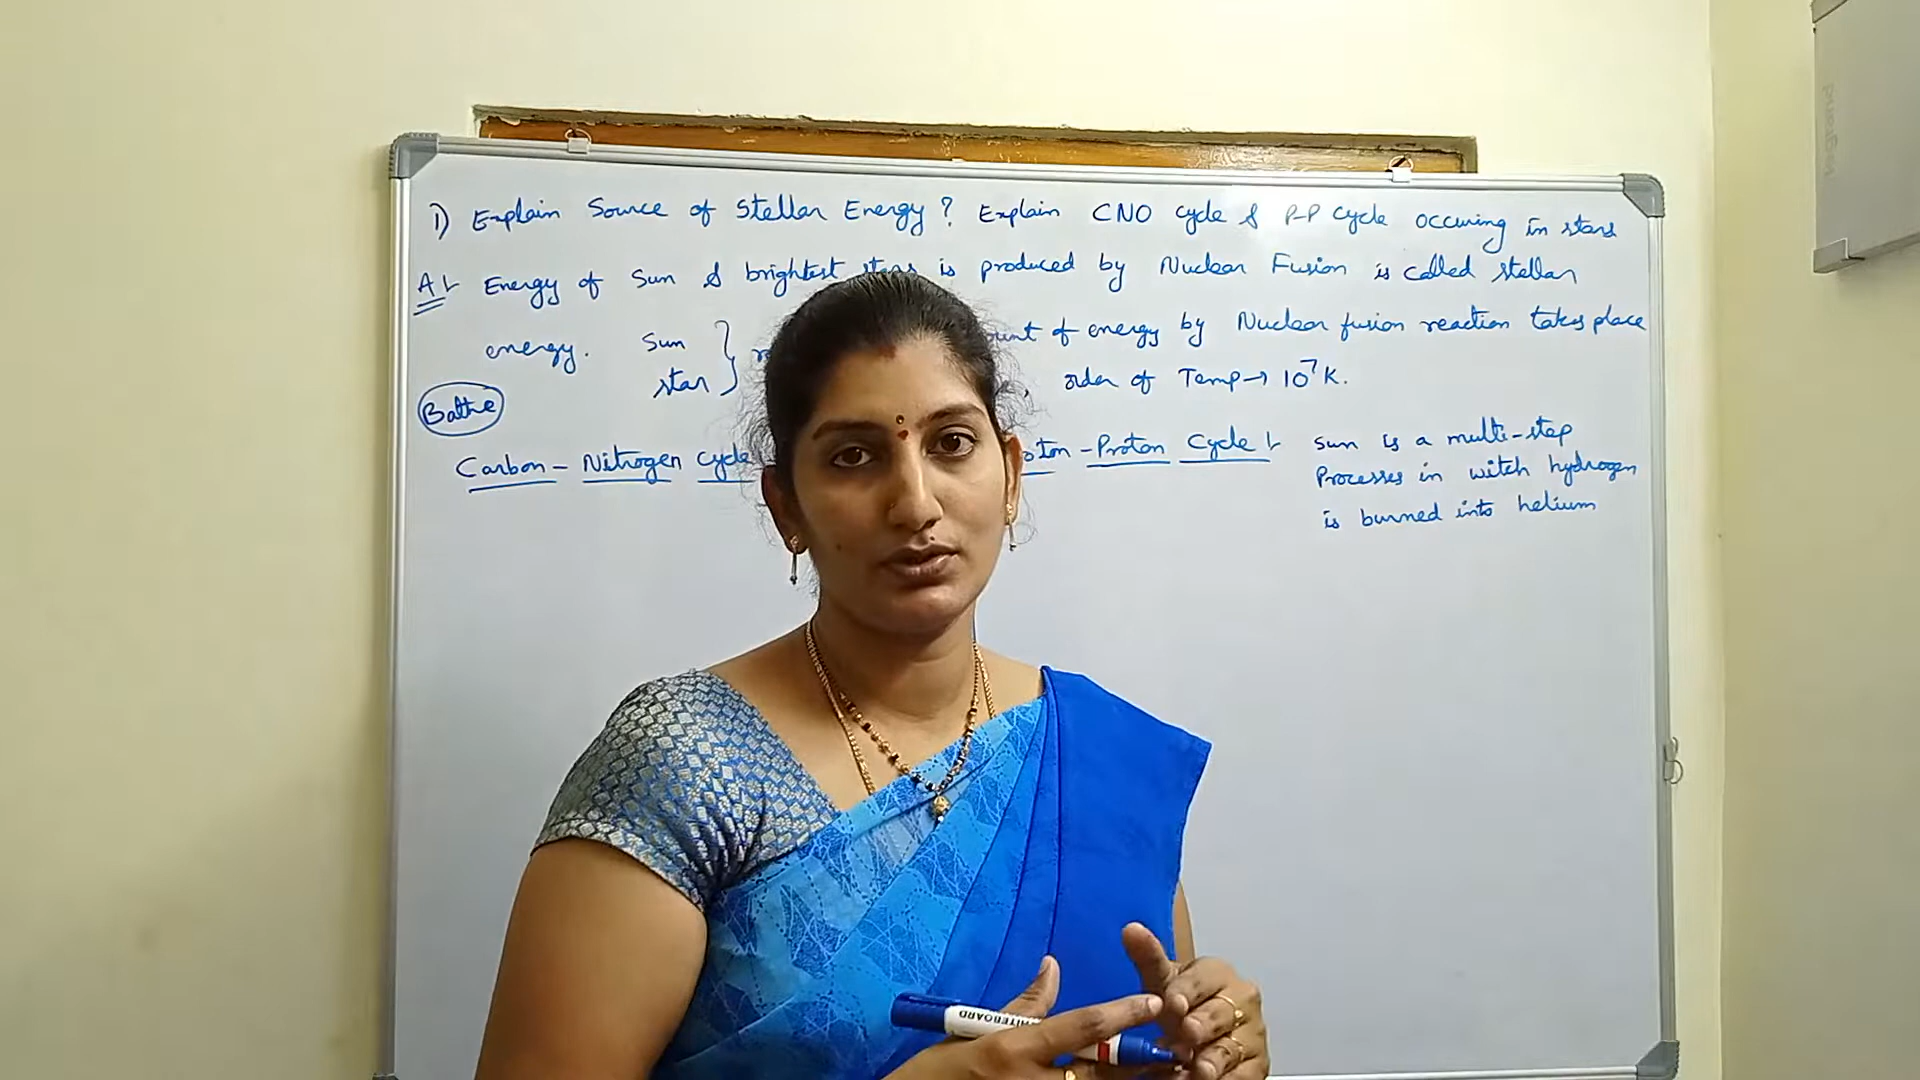 1) Explain Source of Stellar Energy? Explain CNO cycle & P-P cycle occuring in stars
A:- Energy of Sun & brightest stars is produced by Nuclear Fusion is called stellar
energy. Sun of energy by Nuclear fusion reaction takes place
star order of Temp → 10⁷ K.
Bathe
Carbon - Nitrogen cycle - Proton Cycle :- Sun is a multi-step
Processes in witch hydrogen
is burned into helium
WHITEBOARD